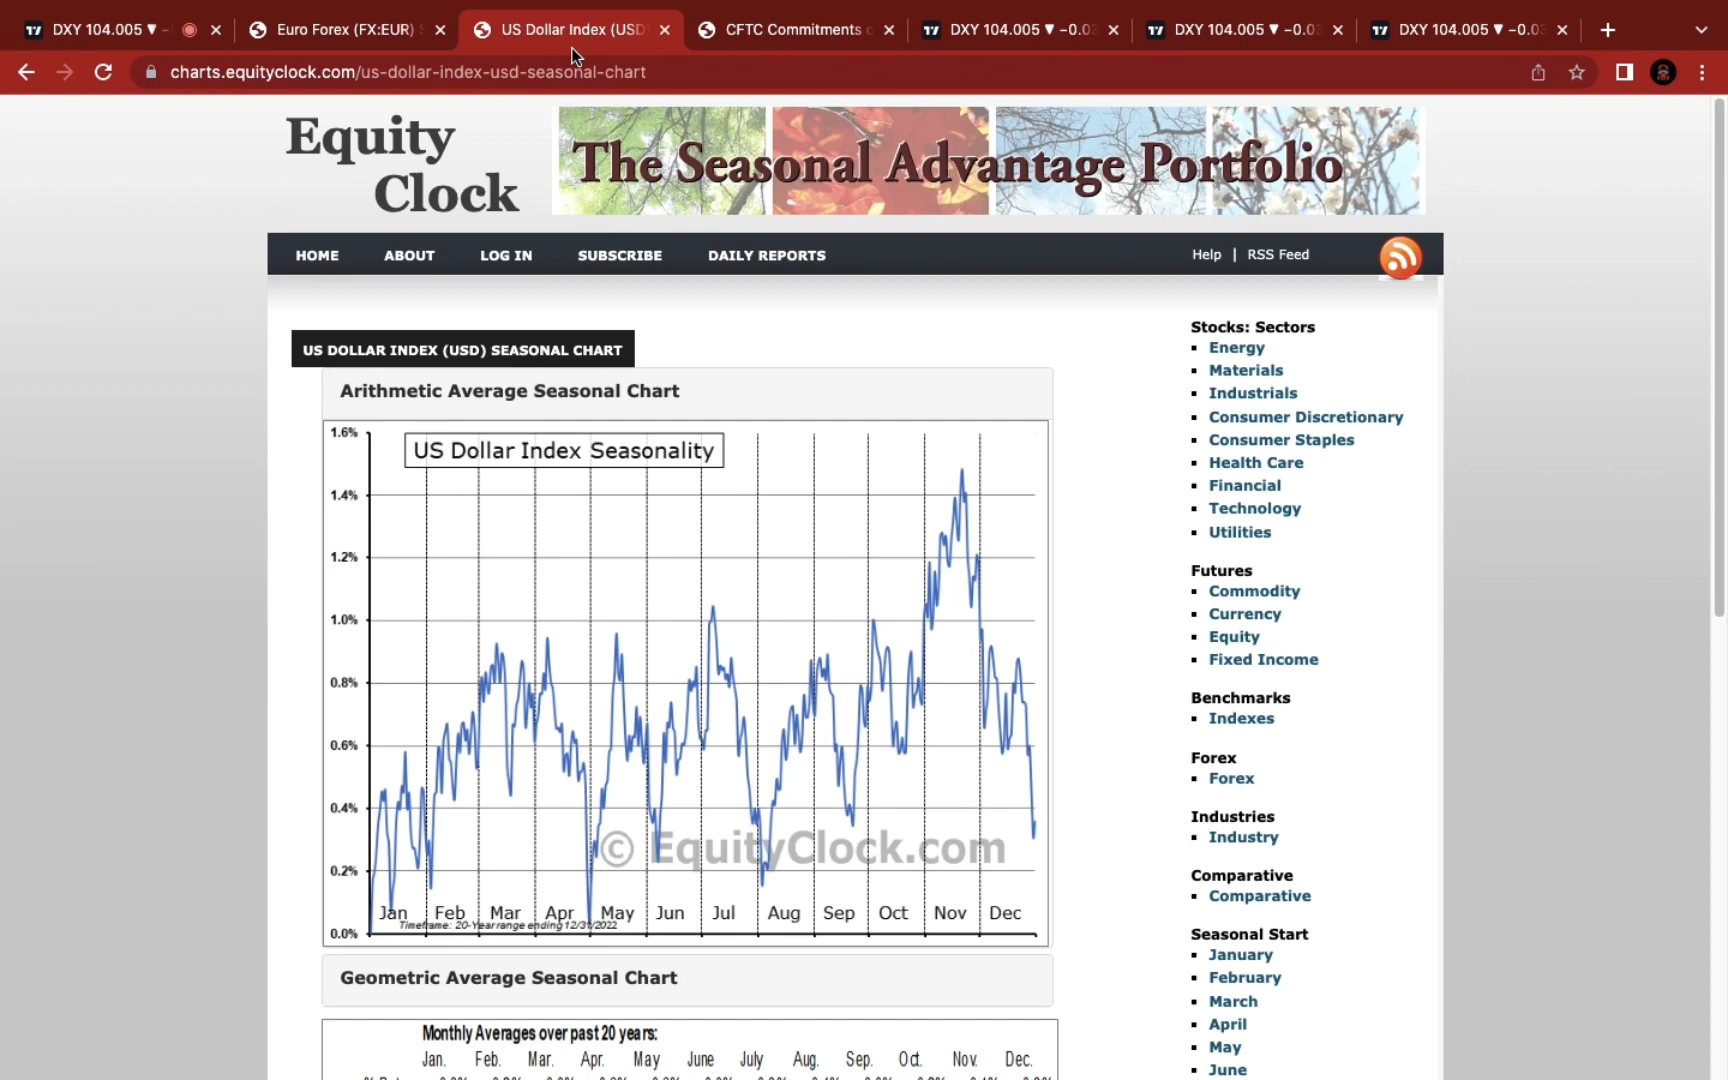 DXY 104.005 ▼
Euro Forex (FX:EUR)
US Dollar Index (USD)
CFTC Commitments
DXY 104.005 ▼ −0.03
DXY 104.005 ▼ −0.03
DXY 104.005 ▼ −0.03
charts.equityclock.com/us-dollar-index-usd-seasonal-chart
Equity
Clock
The Seasonal Advantage Portfolio
HOME ABOUT LOG IN SUBSCRIBE DAILY REPORTS Help | RSS Feed
US DOLLAR INDEX (USD) SEASONAL CHART
Arithmetic Average Seasonal Chart
US Dollar Index Seasonality
1.6%
1.4%
1.2%
1.0%
0.8%
0.6%
0.4%
0.2%
0.0%
© EquityClock.com
Jan Feb Mar Apr May Jun Jul Aug Sep Oct Nov Dec
Timeframe: 20-Year range ending 12/31/2022
Geometric Average Seasonal Chart
Monthly Averages over past 20 years:
Jan. Feb. Mar. Apr. May June July Aug. Sep. Oct. Nov. Dec.
Stocks: Sectors
Energy
Materials
Industrials
Consumer Discretionary
Consumer Staples
Health Care
Financial
Technology
Utilities
Futures
Commodity
Currency
Equity
Fixed Income
Benchmarks
Indexes
Forex
Forex
Industries
Industry
Comparative
Comparative
Seasonal Start
January
February
March
April
May
June